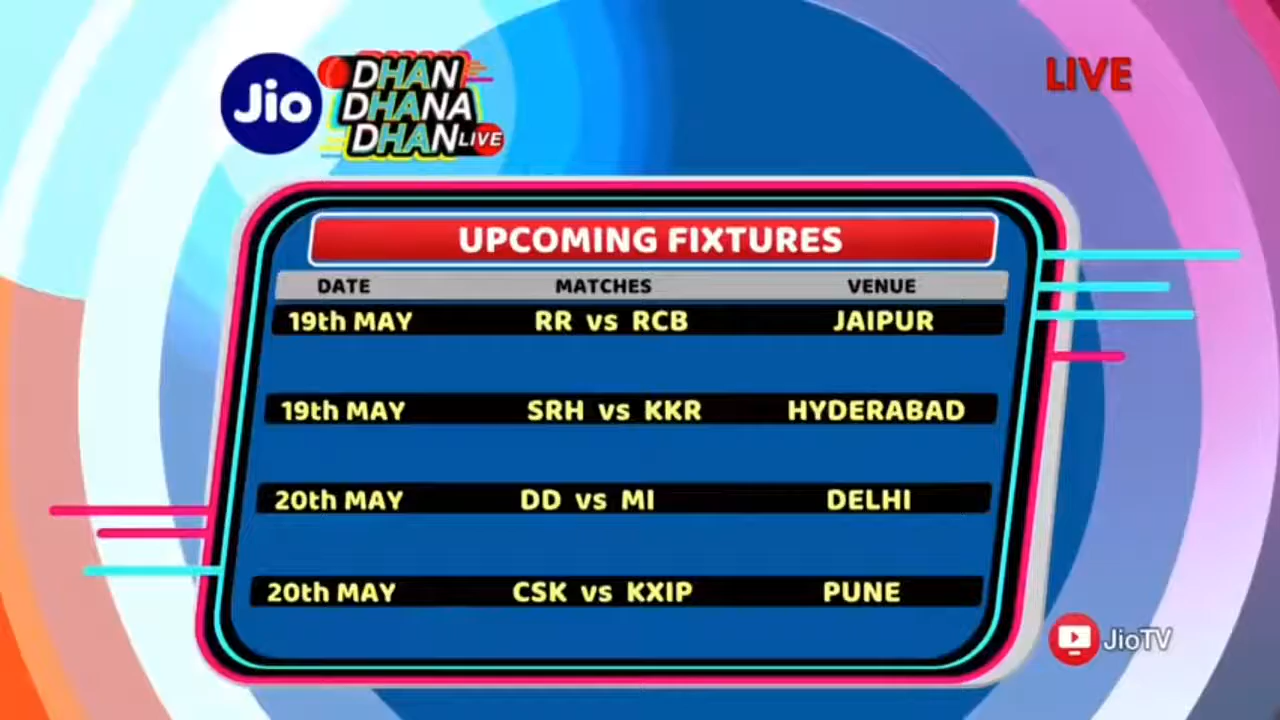 Jio
DHAN
DHANA
DHAN LIVE
LIVE
UPCOMING FIXTURES
DATE MATCHES VENUE
19th MAY RR vs RCB JAIPUR
19th MAY SRH vs KKR HYDERABAD
20th MAY DD vs MI DELHI
20th MAY CSK vs KXIP PUNE
JioTV